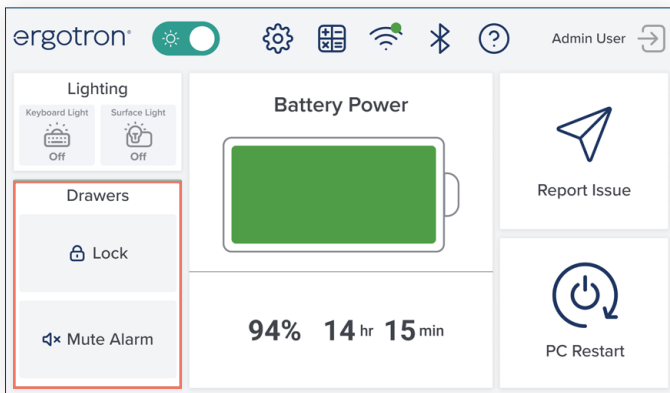 ergotron
Admin User
Lighting
Keyboard Light
Off
Surface Light
Off
Drawers
Lock
Mute Alarm
Battery Power
94% 14 hr 15 min
Report Issue
PC Restart